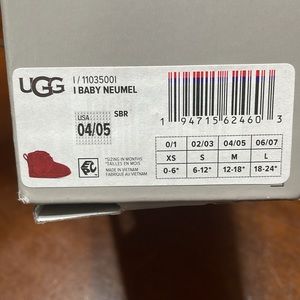 UGG
I / 1103500I
I BABY NEUMEL
USA SBR
04/05
*SIZING IN MONTHS
*TAILLES EN MOIS
MADE IN VIETNAM
FABRIQUÉ AU VIETNAM
1 94715 62460 3
0/1 02/03 04/05 06/07
XS S M L
0-6* 6-12* 12-18* 18-24*